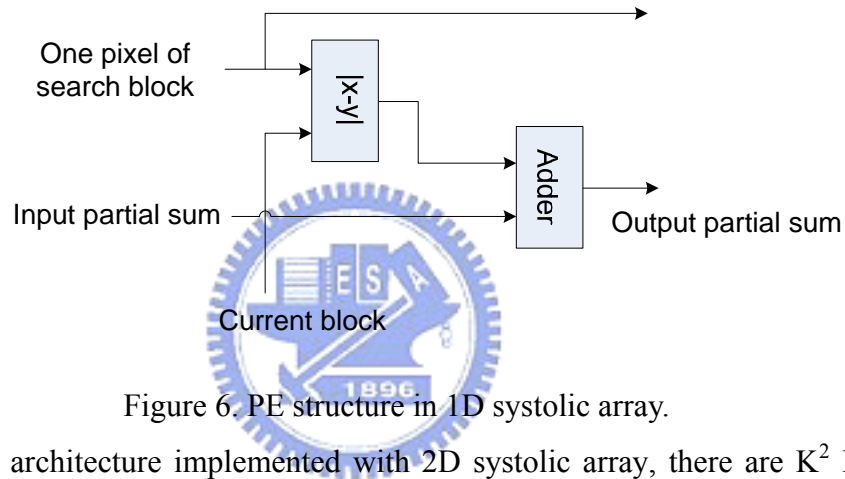 One pixel of
search block
|x-y|
Adder
Input partial sum
Output partial sum
Current block
E S A
1896
Figure 6. PE structure in 1D systolic array.
architecture implemented with 2D systolic array, there are K²